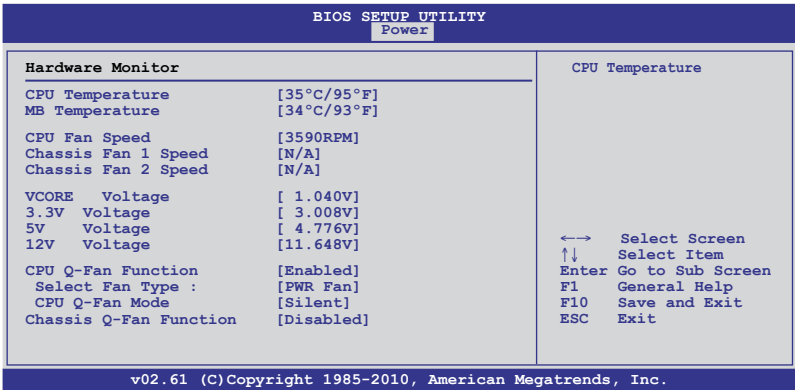 BIOS SETUP UTILITY
Power
Hardware Monitor
CPU Temperature [35°C/95°F]
MB Temperature [34°C/93°F]
CPU Fan Speed [3590RPM]
Chassis Fan 1 Speed [N/A]
Chassis Fan 2 Speed [N/A]
VCORE Voltage [ 1.040V]
3.3V Voltage [ 3.008V]
5V Voltage [ 4.776V]
12V Voltage [11.648V]
CPU Q-Fan Function [Enabled]
Select Fan Type : [PWR Fan]
CPU Q-Fan Mode [Silent]
Chassis Q-Fan Function [Disabled]
CPU Temperature
←→ Select Screen
↑↓ Select Item
Enter Go to Sub Screen
F1 General Help
F10 Save and Exit
ESC Exit
v02.61 (C)Copyright 1985-2010, American Megatrends, Inc.